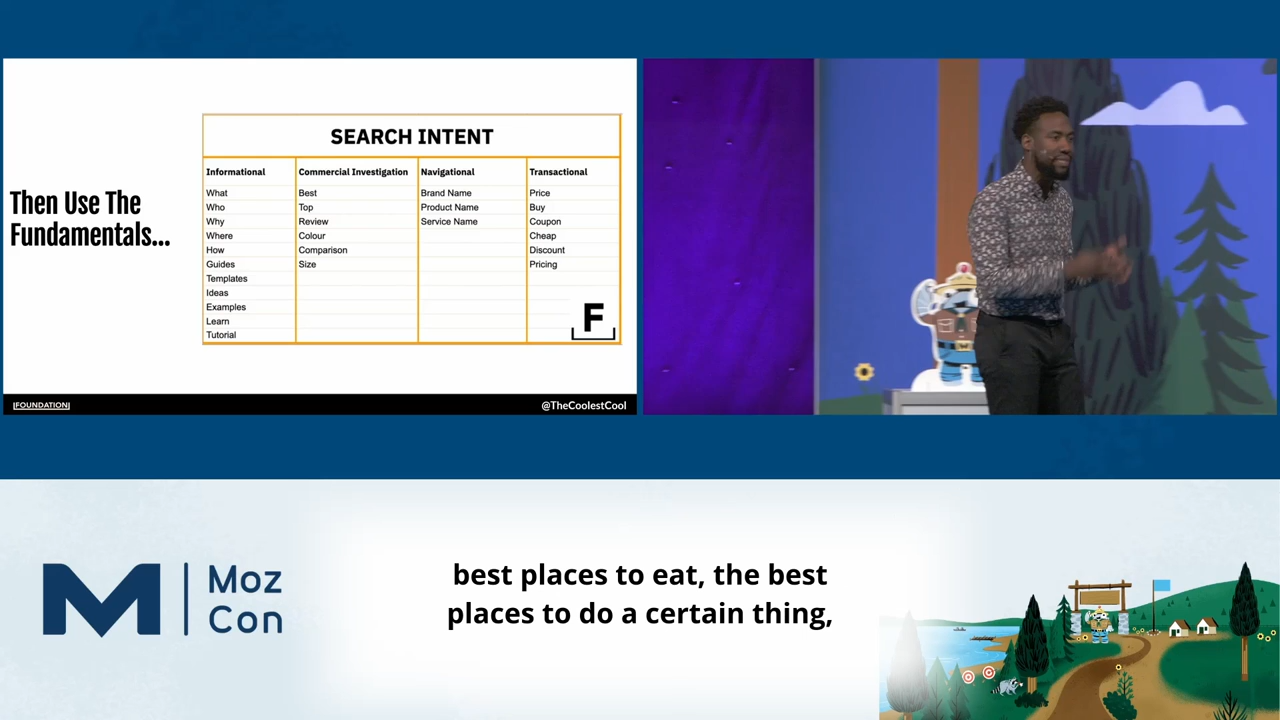 Then Use The
Fundamentals...
SEARCH INTENT
Informational Commercial Investigation Navigational Transactional
What Best Brand Name Price
Who Top Product Name Buy
Why Review Service Name Coupon
Where Colour Cheap
How Comparison Discount
Guides Size Pricing
Templates
Ideas
Examples
Learn
Tutorial
F
|FOUNDATION|
@TheCoolestCool
M
Moz
Con
best places to eat, the best
places to do a certain thing,